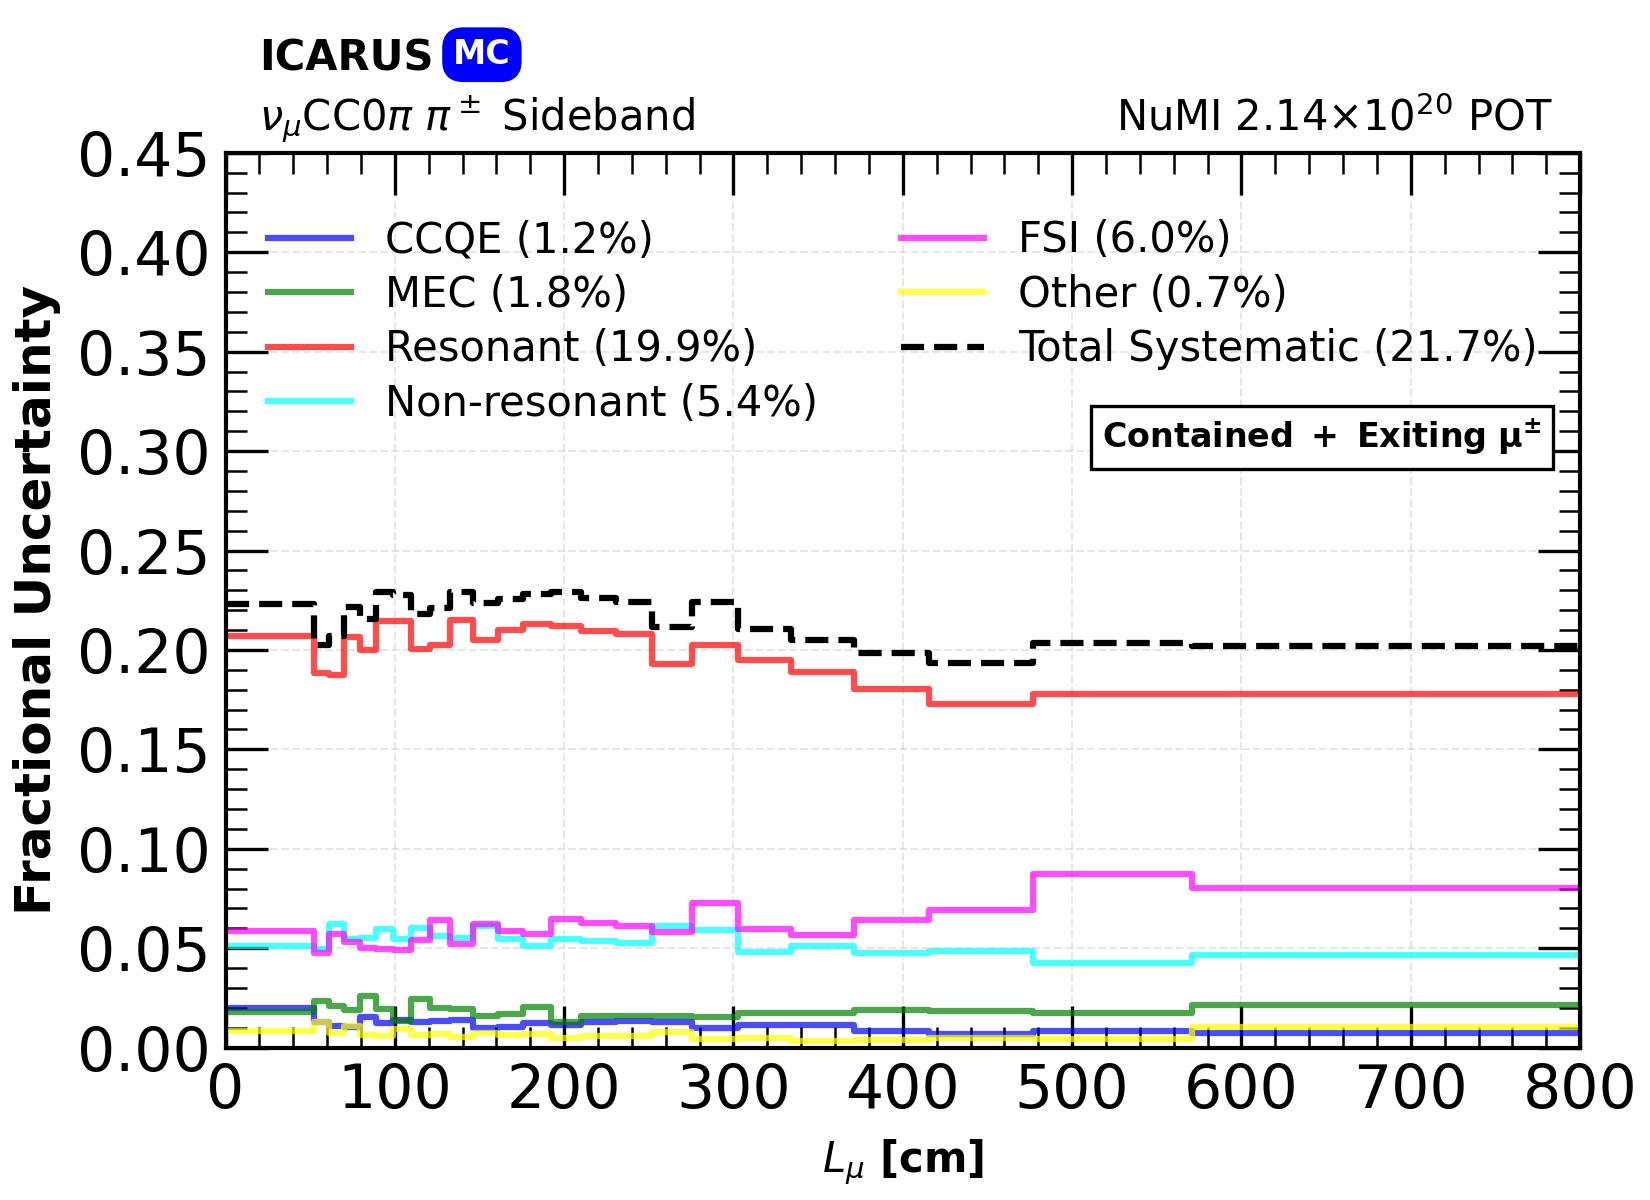 ICARUS MC
νμCC0π π± Sideband
NuMI 2.14×10²⁰ POT
CCQE (1.2%)
MEC (1.8%)
Resonant (19.9%)
Non-resonant (5.4%)
FSI (6.0%)
Other (0.7%)
Total Systematic (21.7%)
Contained + Exiting μ±
Fractional Uncertainty
0.45
0.40
0.35
0.30
0.25
0.20
0.15
0.10
0.05
0.00
0 100 200 300 400 500 600 700 800
Lμ [cm]